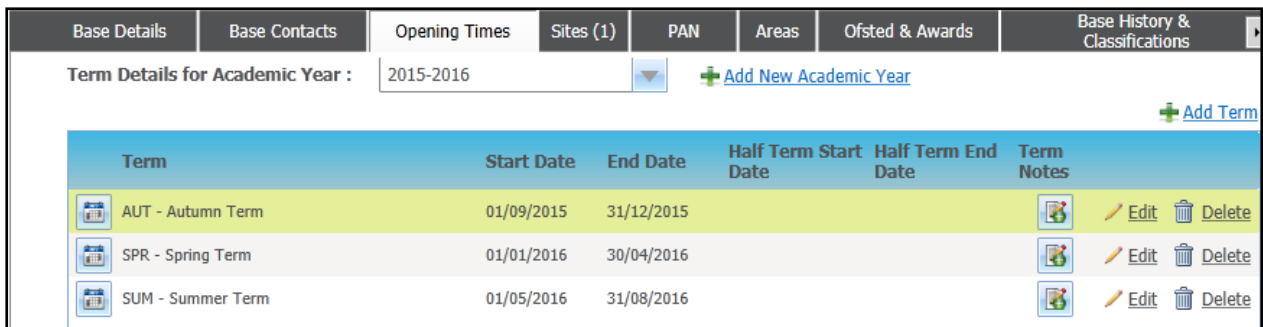 Base Details Base Contacts Opening Times Sites (1) PAN Areas Ofsted & Awards Base History & Classifications
Term Details for Academic Year : 2015-2016 Add New Academic Year
Add Term
Term Start Date End Date Half Term Start Date Half Term End Date Term Notes
AUT - Autumn Term 01/09/2015 31/12/2015 Edit Delete
SPR - Spring Term 01/01/2016 30/04/2016 Edit Delete
SUM - Summer Term 01/05/2016 31/08/2016 Edit Delete